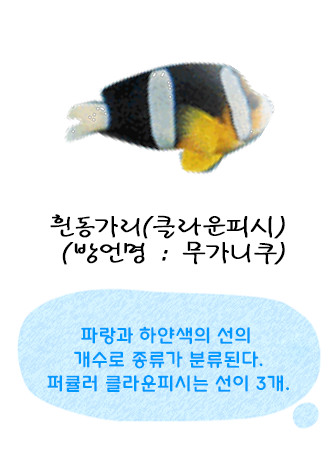 흰동가리(클라운피시)
(방언명 : 무가니쿠)
파랑과 하얀색의 선의
개수로 종류가 분류된다.
퍼큘러 클라운피시는 선이 3개.